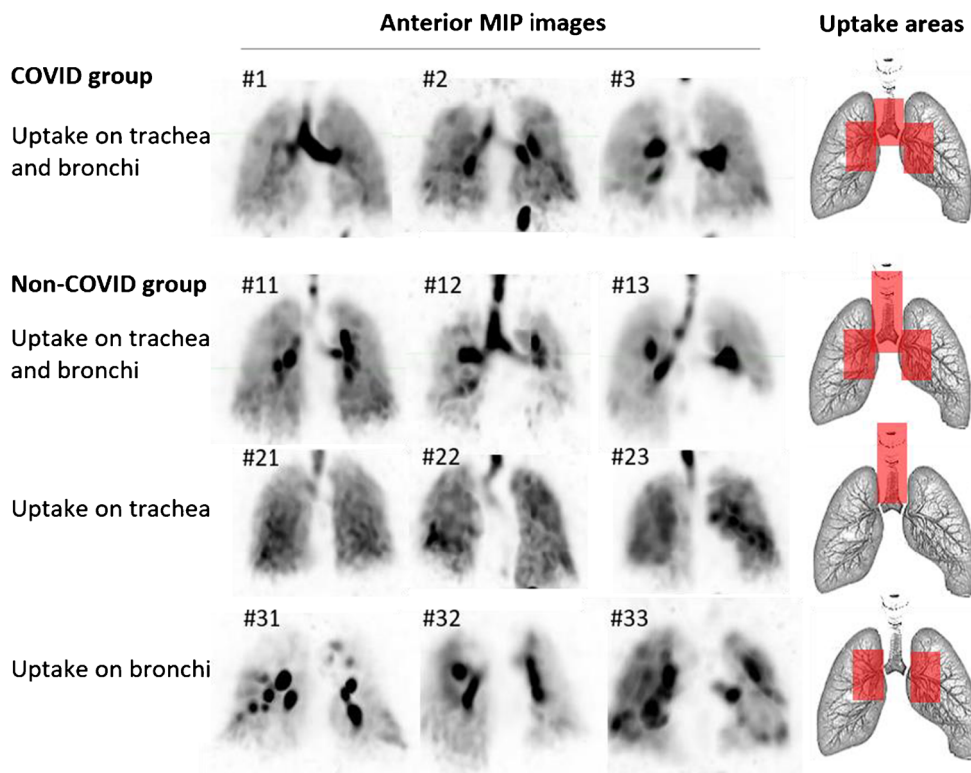 Anterior MIP images
Uptake areas
COVID group
#1
#2
#3
Uptake on trachea
and bronchi
Non-COVID group
#11
#12
#13
Uptake on trachea
and bronchi
#21
#22
#23
Uptake on trachea
#31
#32
#33
Uptake on bronchi